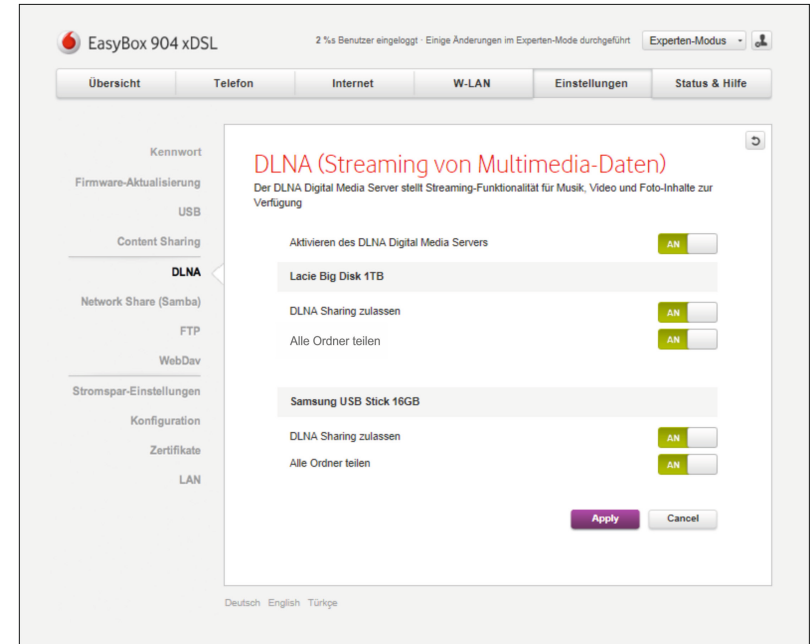 EasyBox 904 xDSL
2 %s Benutzer eingeloggt · Einige Änderungen im Experten-Mode durchgeführt
Experten-Modus
Übersicht Telefon Internet W-LAN Einstellungen Status & Hilfe
Kennwort
Firmware-Aktualisierung
USB
Content Sharing
DLNA
Network Share (Samba)
FTP
WebDav
Stromspar-Einstellungen
Konfiguration
Zertifikate
LAN
DLNA (Streaming von Multimedia-Daten)
Der DLNA Digital Media Server stellt Streaming-Funktionalität für Musik, Video und Foto-Inhalte zur
Verfügung
Aktivieren des DLNA Digital Media Servers AN
Lacie Big Disk 1TB
DLNA Sharing zulassen AN
Alle Ordner teilen AN
Samsung USB Stick 16GB
DLNA Sharing zulassen AN
Alle Ordner teilen AN
Apply Cancel
Deutsch English Türkçe